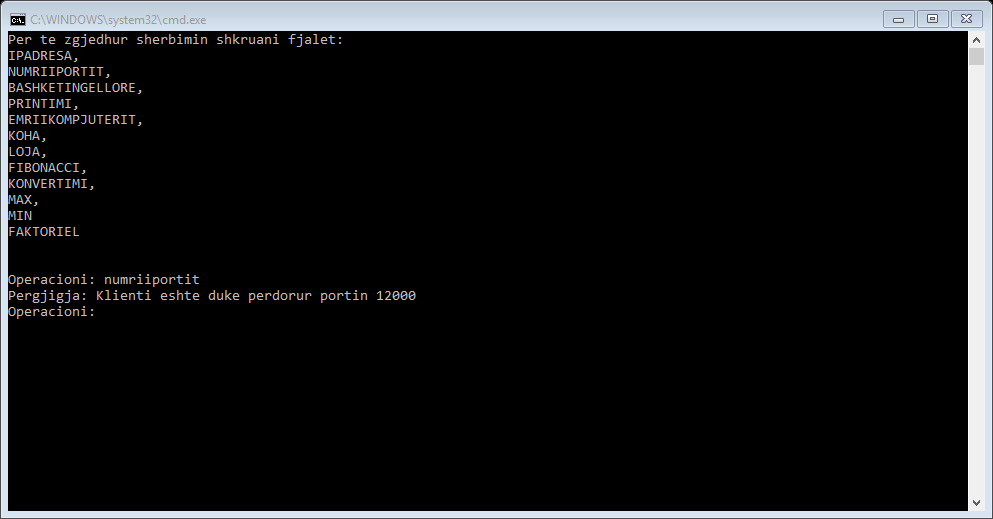 C:\WINDOWS\system32\cmd.exe
Per te zgjedhur sherbimin shkruani fjalet:
IPADRESA,
NUMRIIPORTIT,
BASHKETINGELLORE,
PRINTIMI,
EMRIIKOMPJUTERIT,
KOHA,
LOJA,
FIBONACCI,
KONVERTIMI,
MAX,
MIN
FAKTORIEL
Operacioni: numriiportit
Pergjigja: Klienti eshte duke perdorur portin 12000
Operacioni: